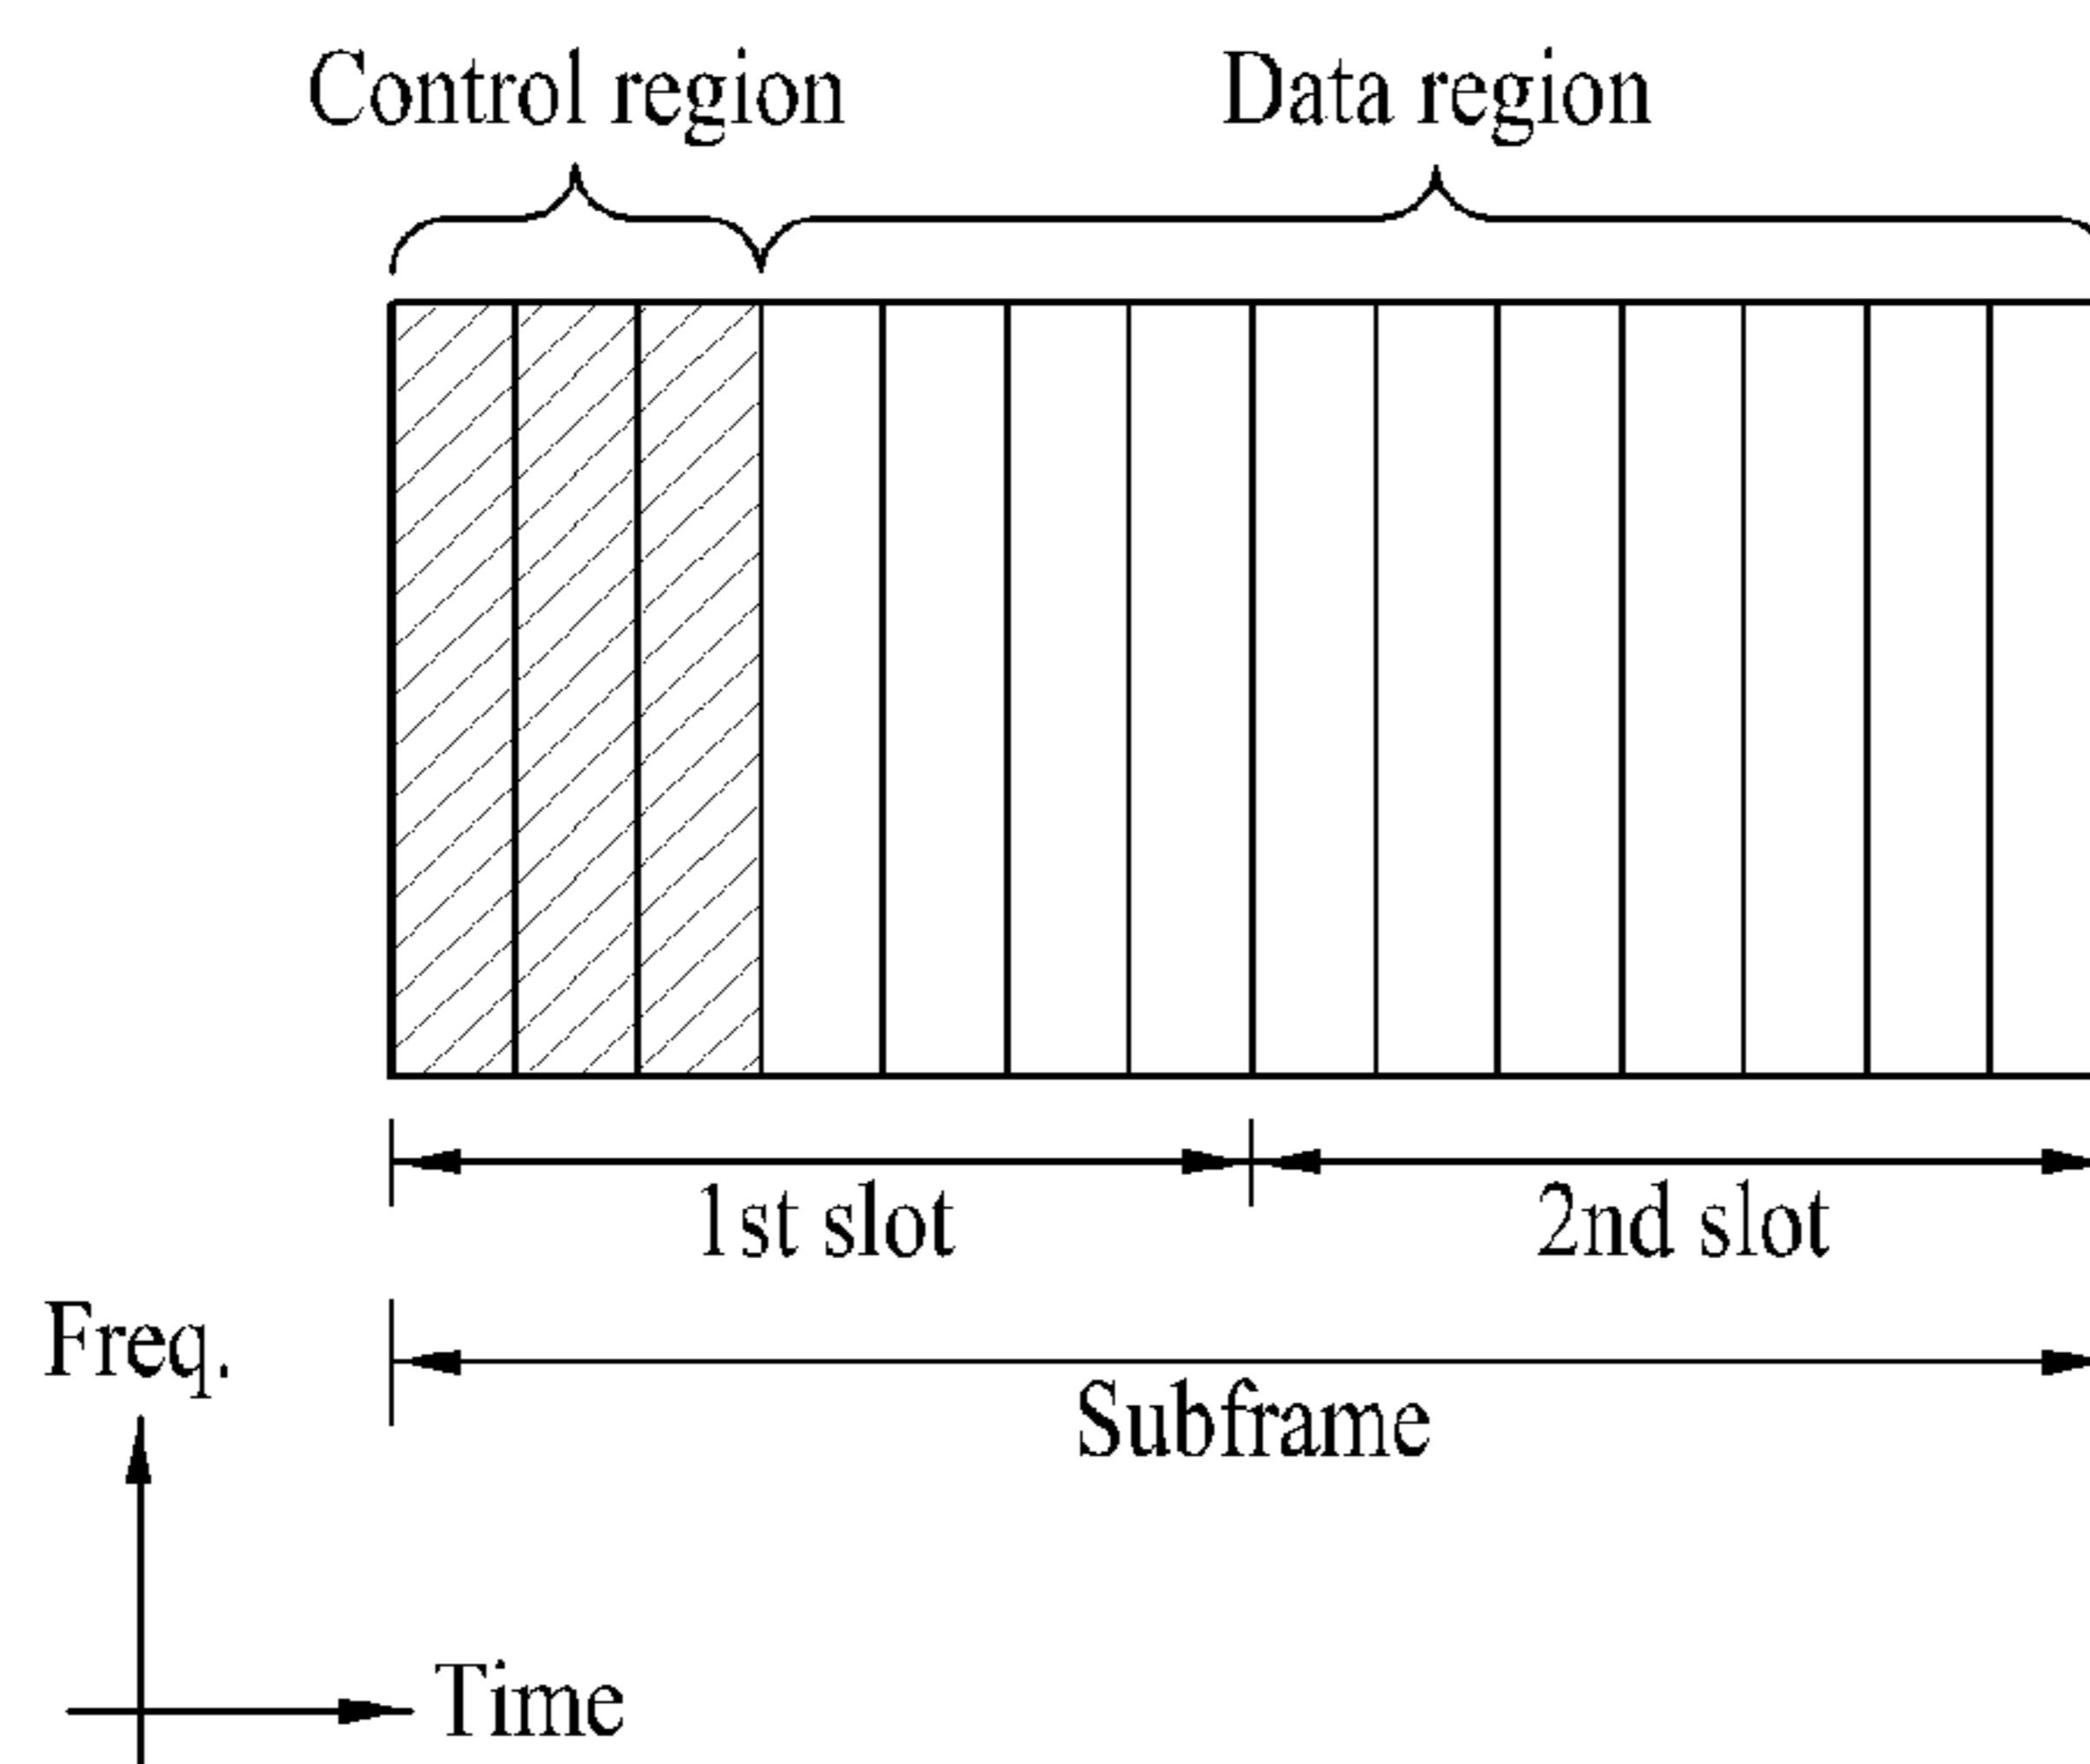 Control region
Data region
1st slot
2nd slot
Subframe
Freq.
Time